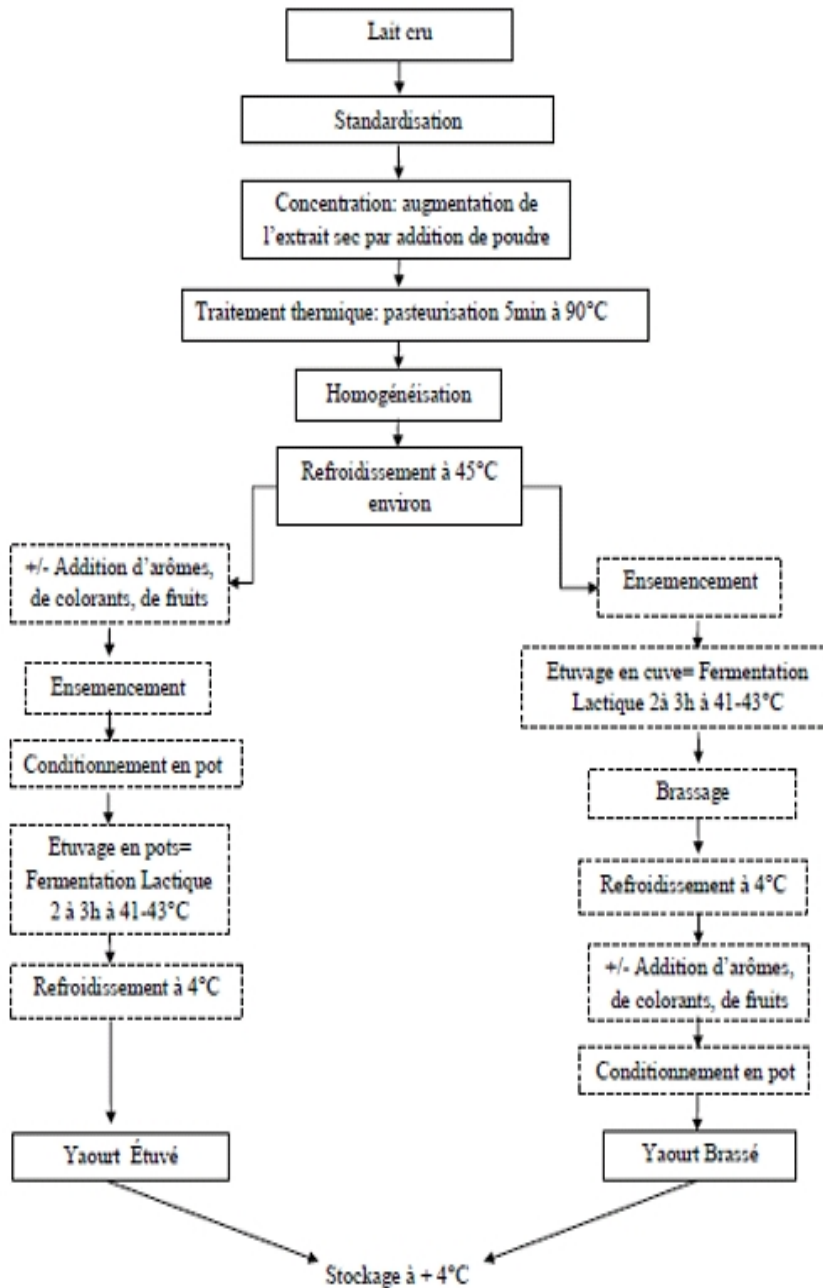 Lait cru
Standardisation
Concentration: augmentation de
l'extrait sec par addition de poudre
Traitement thermique: pasteurisation 5min à 90°C
Homogénéisation
Refroidissement à 45°C
environ
+/- Addition d'arômes,
de colorants, de fruits
Ensemencement
Conditionnement en pot
Etuvage en pots=
Fermentation Lactique
2 à 3h à 41-43°C
Refroidissement à 4°C
Yaourt Étuvé
Ensemencement
Etuvage en cuve= Fermentation
Lactique 2à 3h à 41-43°C
Brassage
Refroidissement à 4°C
+/- Addition d'arômes,
de colorants, de fruits
Conditionnement en pot
Yaourt Brassé
Stockage à + 4°C